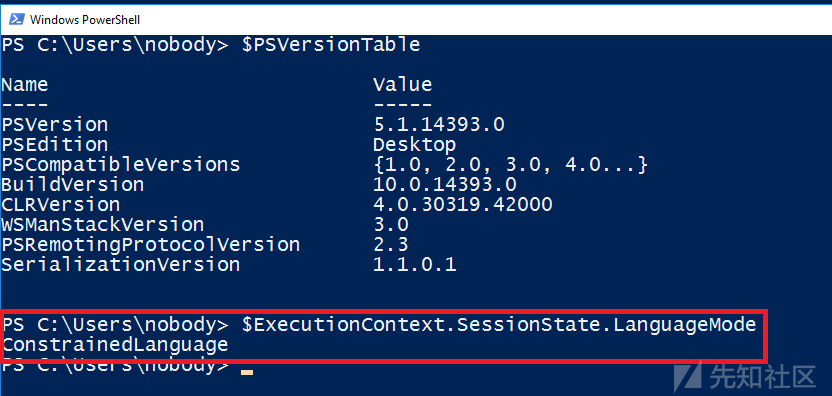 Windows PowerShell
PS C:\Users\nobody> $PSVersionTable
Name Value
---- -----
PSVersion 5.1.14393.0
PSEdition Desktop
PSCompatibleVersions {1.0, 2.0, 3.0, 4.0...}
BuildVersion 10.0.14393.0
CLRVersion 4.0.30319.42000
WSManStackVersion 3.0
PSRemotingProtocolVersion 2.3
SerializationVersion 1.1.0.1
PS C:\Users\nobody> $ExecutionContext.SessionState.LanguageMode
ConstrainedLanguage
PS C:\Users\nobody>
先知社区